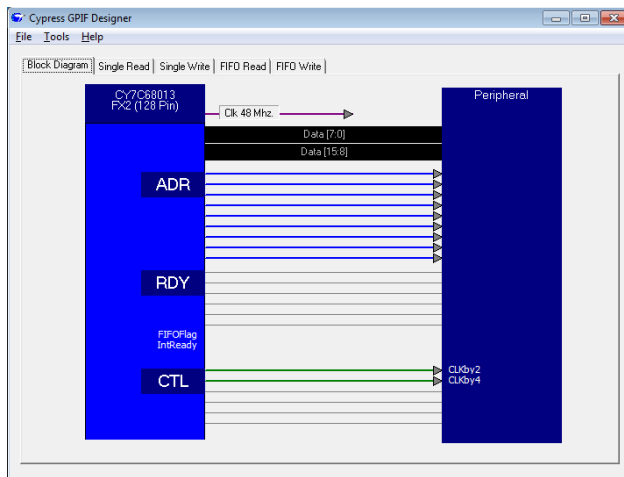 Cypress GPIF Designer
File Tools Help
Block Diagram Single Read Single Write FIFO Read FIFO Write
CY7C68013
FX2 (128 Pin)
Clk 48 Mhz.
Peripheral
Data [7:0]
Data [15:8]
ADR
RDY
FIFOFlag
IntReady
CTL
CLKby2
CLKby4